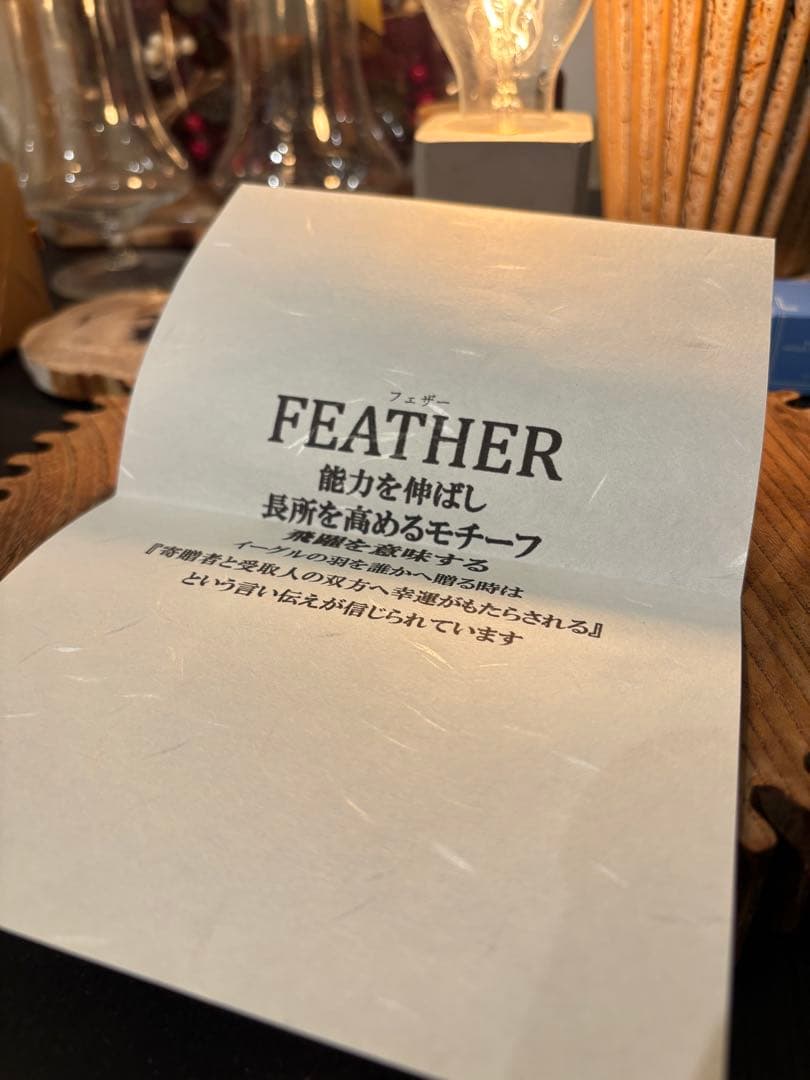 フェザー
FEATHER
能力を伸ばし
長所を高めるモチーフ
飛躍を意味する
イーグルの羽を誰かへ贈る時は
『寄贈者と受取人の双方へ幸運がもたらされる』
という言い伝えが信じられています